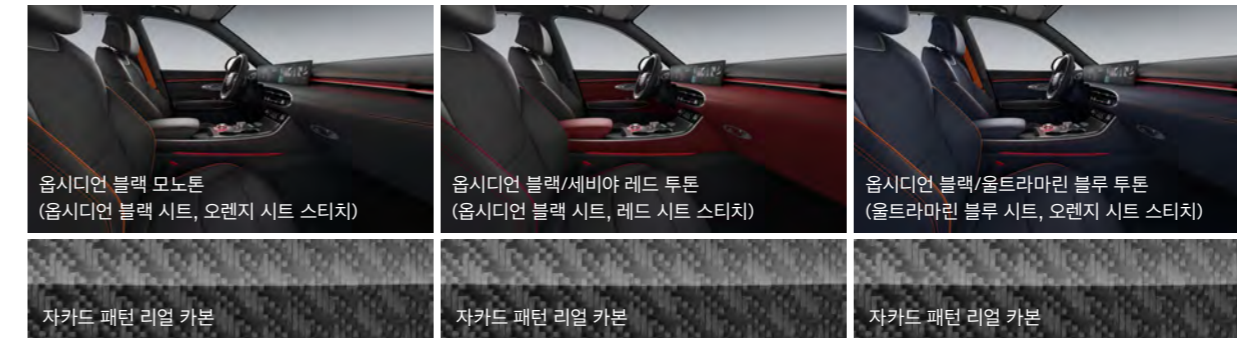 옵시디언 블랙 모노톤
(옵시디언 블랙 시트, 오렌지 시트 스티치)
옵시디언 블랙/세비야 레드 투톤
(옵시디언 블랙 시트, 레드 시트 스티치)
옵시디언 블랙/울트라마린 블루 투톤
(울트라마린 블루 시트, 오렌지 시트 스티치)
자카드 패턴 리얼 카본
자카드 패턴 리얼 카본
자카드 패턴 리얼 카본